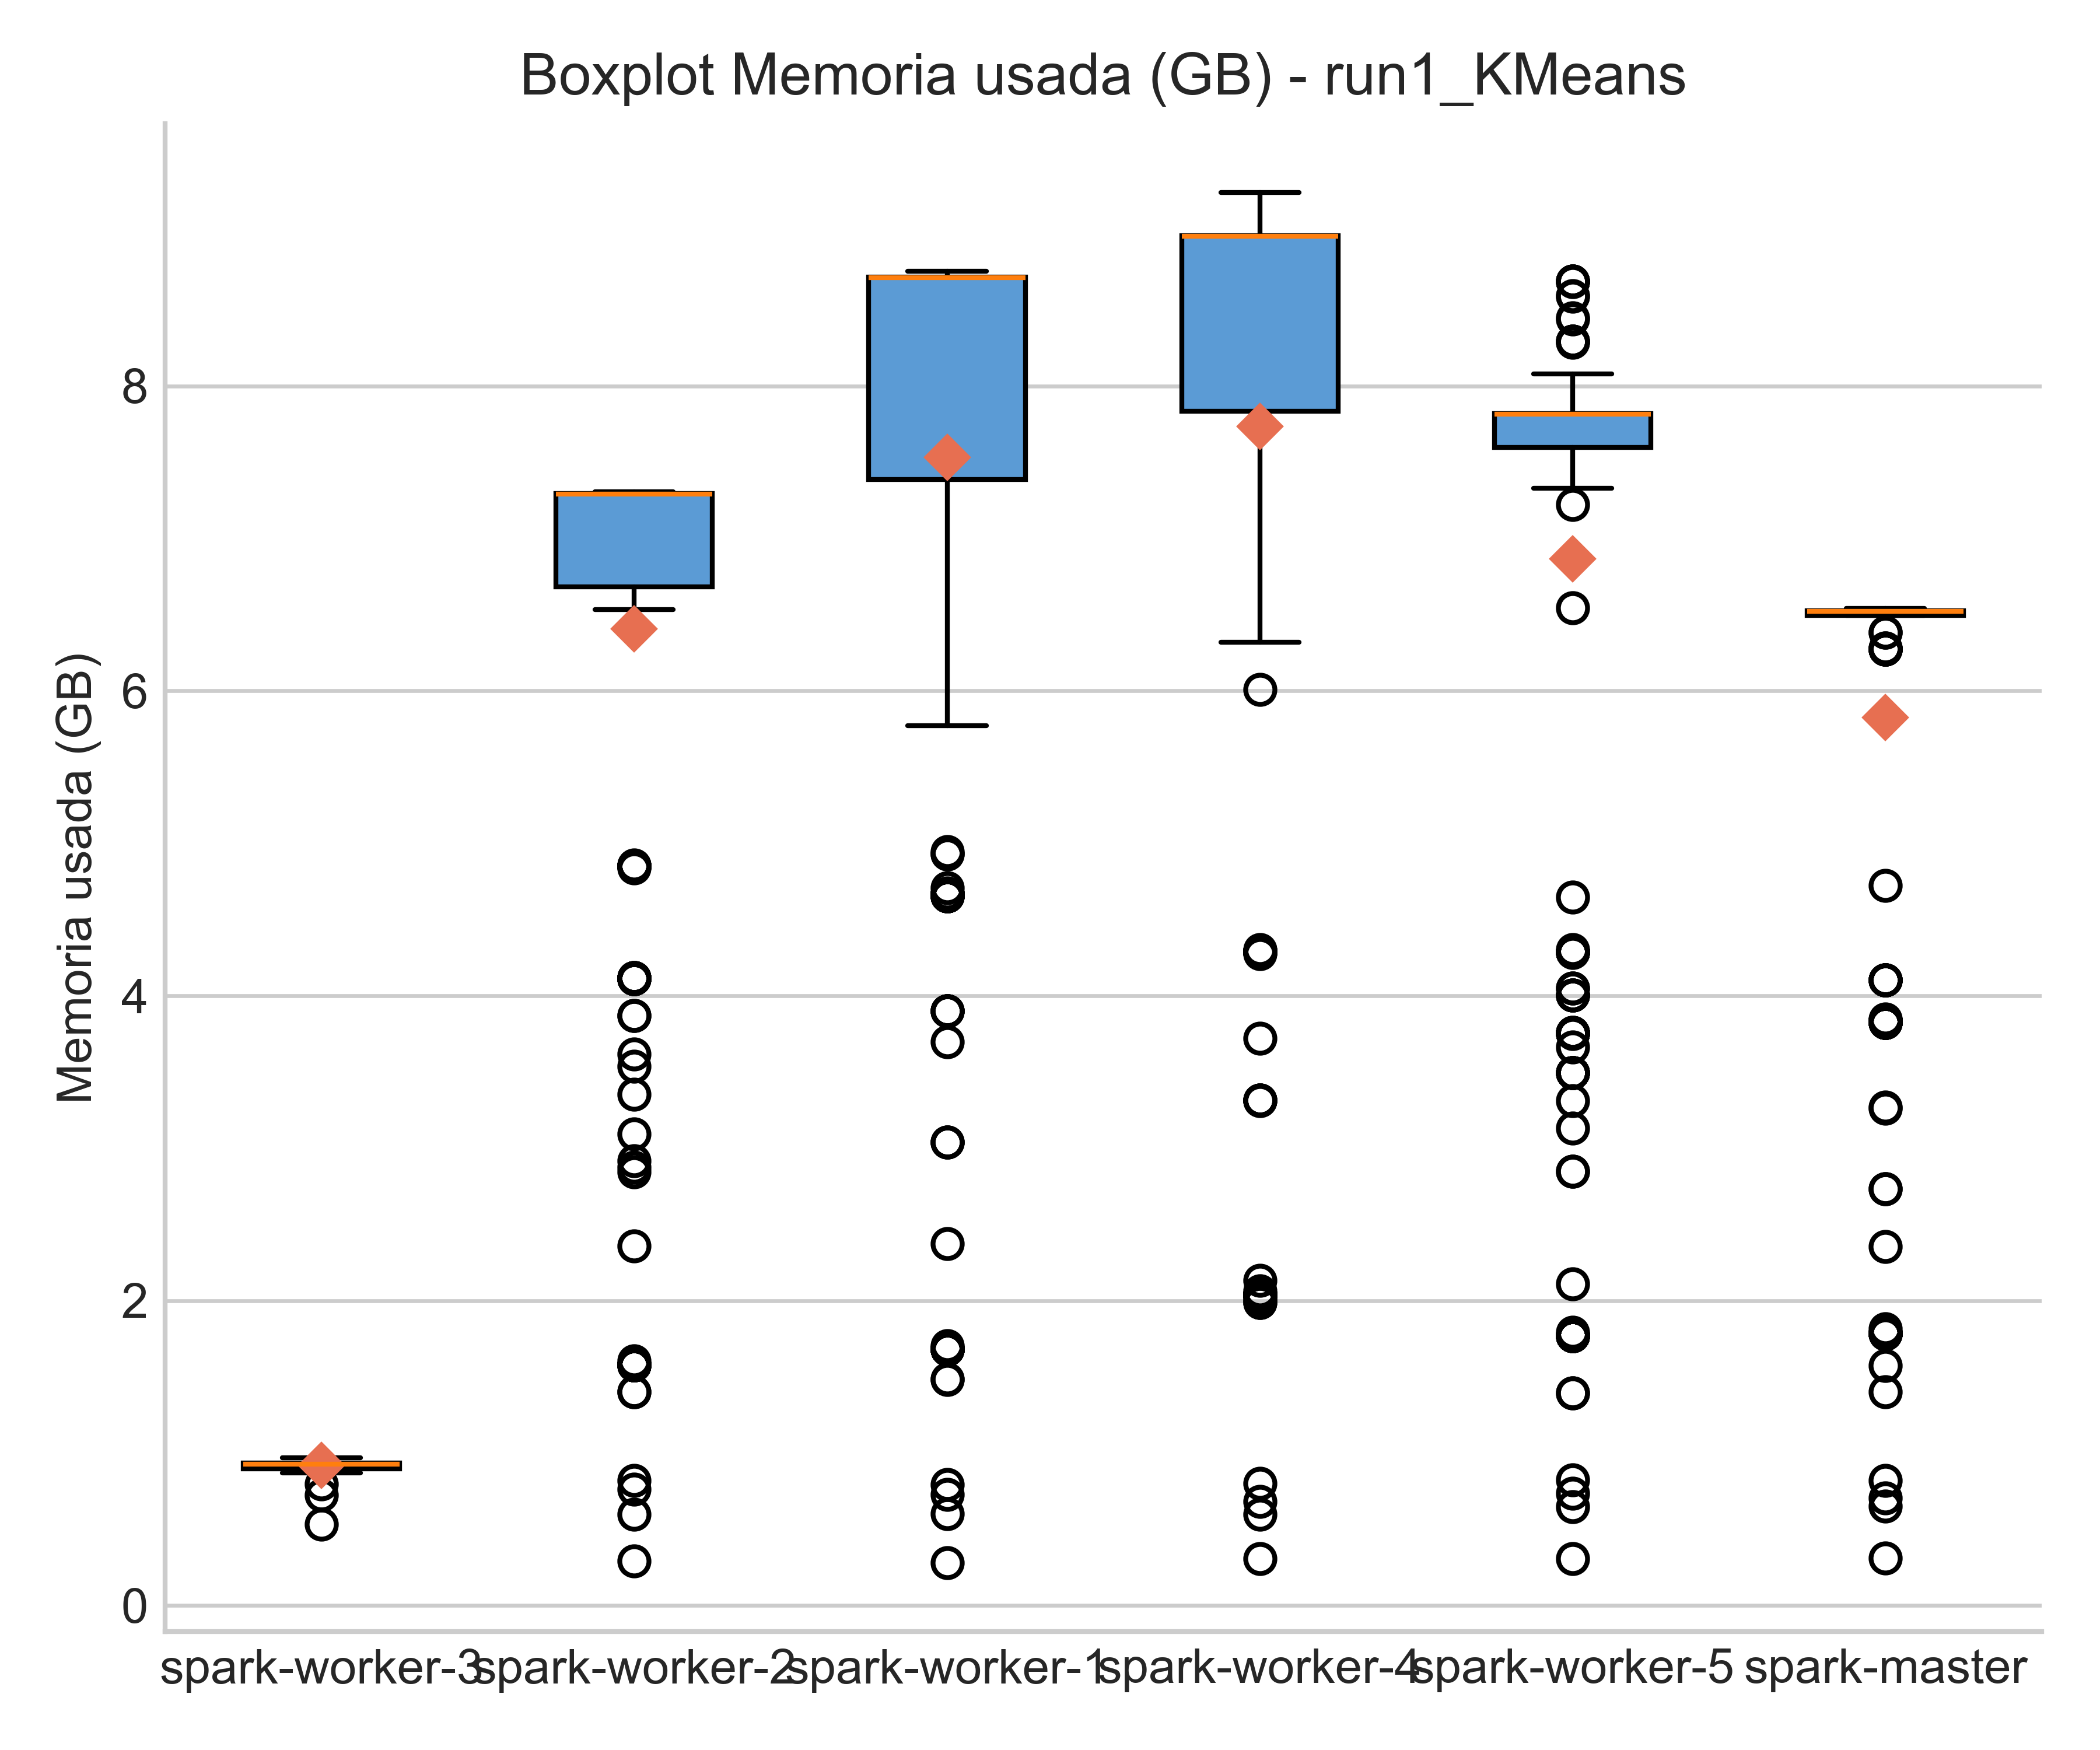 Boxplot Memoria usada (GB) - run1_KMeans
Memoria usada (GB)
8
6
4
2
0
spark-worker-3 spark-worker-2 spark-worker-1 spark-worker-4 spark-worker-5 spark-master